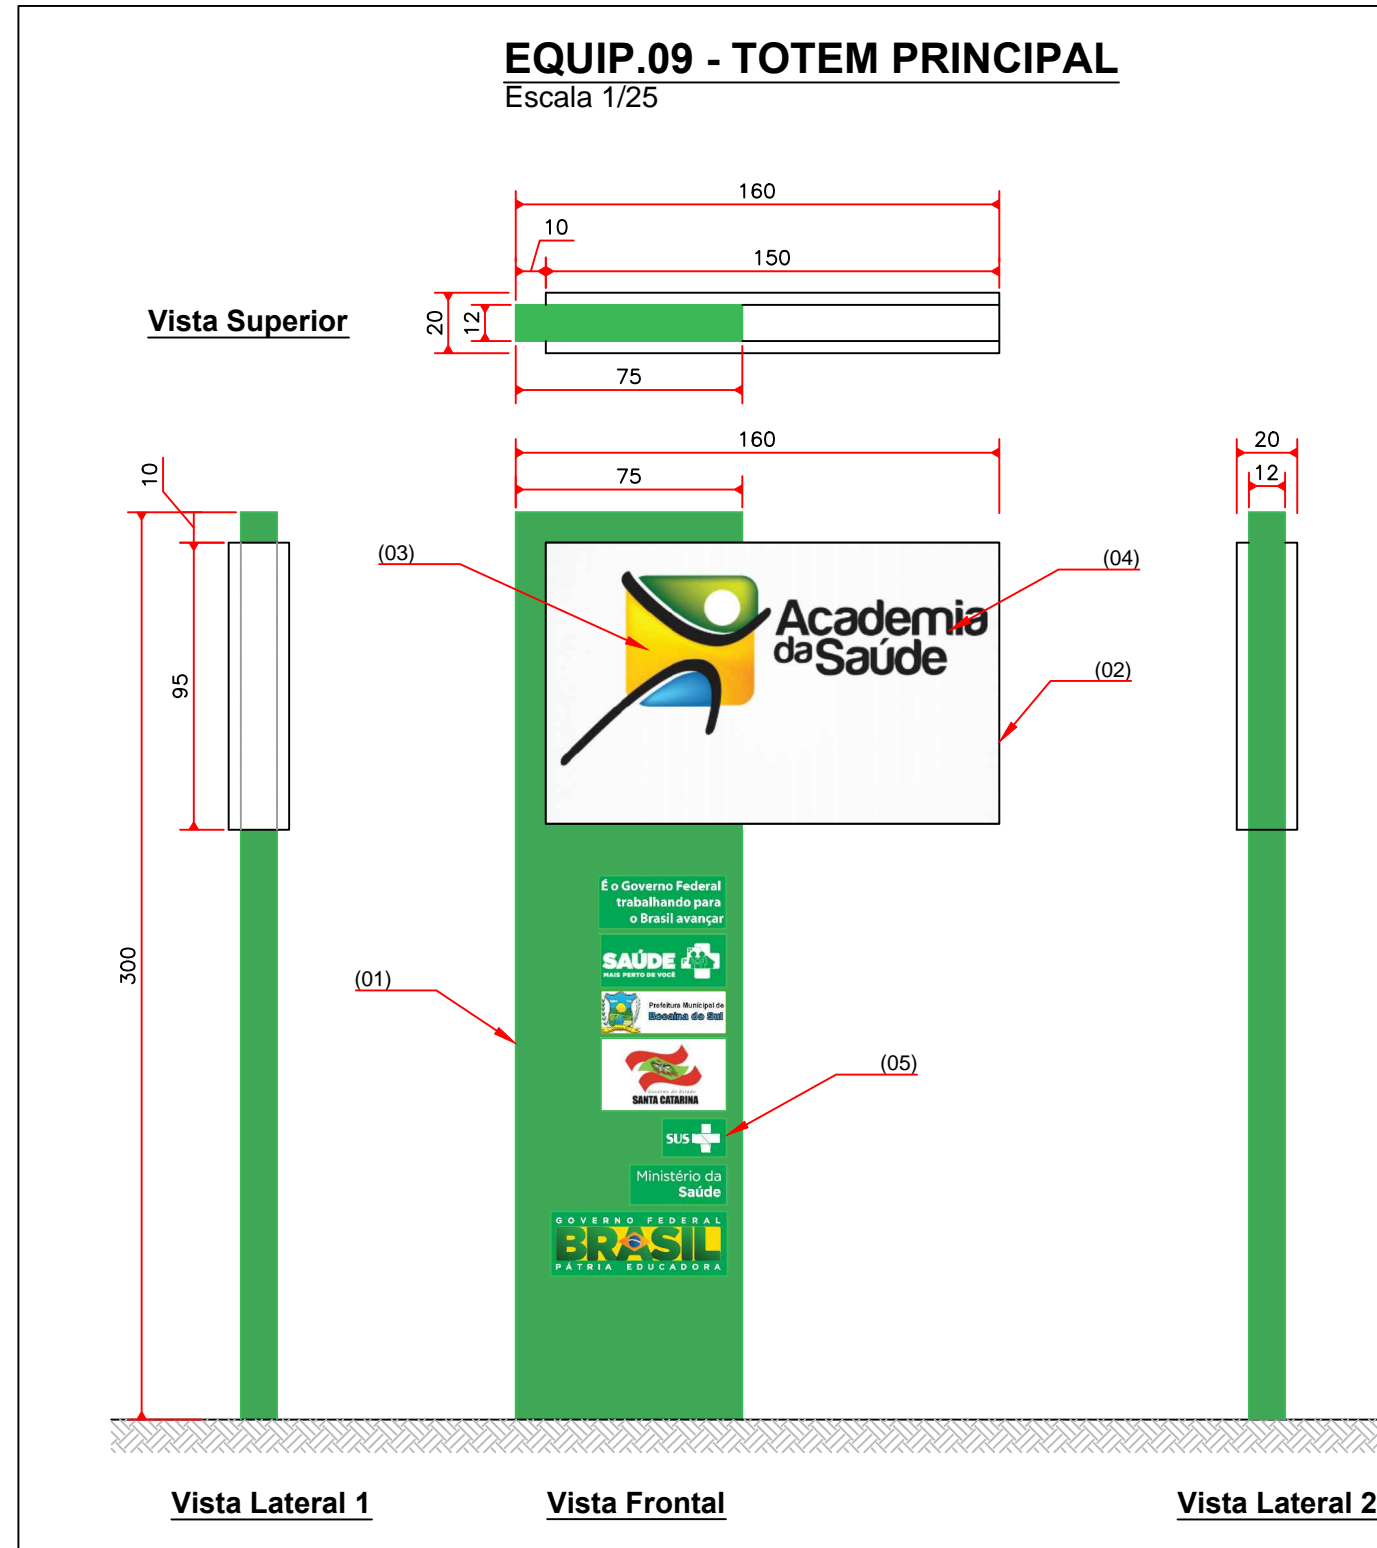 EQUIP.09 - TOTEM PRINCIPAL
Escala 1/25
160
10
150
Vista Superior
20
12
75
160
75
20
12
10
(03)
Academia
da Saúde
(04)
(02)
95
É o Governo Federal
trabalhando para
o Brasil avançar
SAÚDE
MAIS PERTO DE VOCÊ
300
(01)
Prefeitura Municipal de
Bocaina do Sul
Governo do Estado
SANTA CATARINA
(05)
SUS
Ministério da
Saúde
GOVERNO FEDERAL
BRASIL
PÁTRIA EDUCADORA
Vista Lateral 1
Vista Frontal
Vista Lateral 2